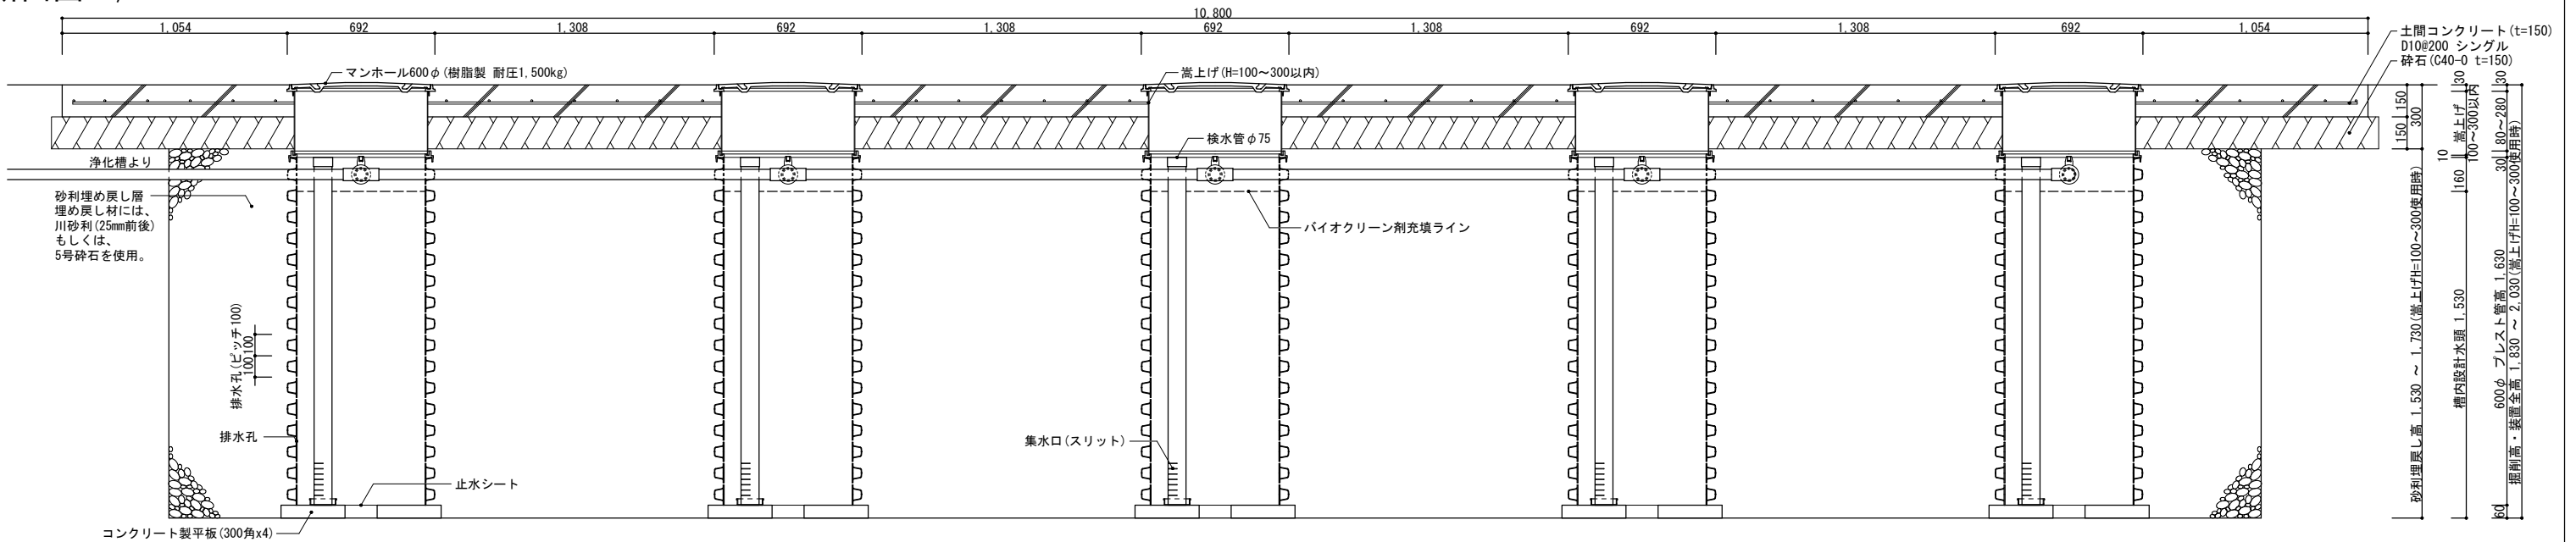 10,800
1,054
692
1,308
692
1,308
692
1,308
692
1,308
692
1,054
土間コンクリート(t=150)
D10@200 シングル
砕石(C40-0 t=150)
マンホール600φ(樹脂製 耐圧1,500kg)
嵩上げ(H=100～300以内)
検水管φ75
浄化槽より
砂利埋め戻し層
埋め戻し材には、
川砂利(25mm前後)
もしくは、
5号砕石を使用。
バイオクリーン剤充填ライン
排水孔(ピッチ100)
100
100
排水孔
集水口(スリット)
止水シート
コンクリート製平板(300角x4)
150
150
300
砂利埋戻し高 1,530 ～ 1,730(嵩上げH=100～300使用時)
30
嵩上げ
100～300以内
10
160
槽内設計水頭 1,530
30
80～280
30
600φ プレスト管高 1,630
60
掘削高・装置全高 1,830 ～ 2,030(嵩上げH=100～300使用時)